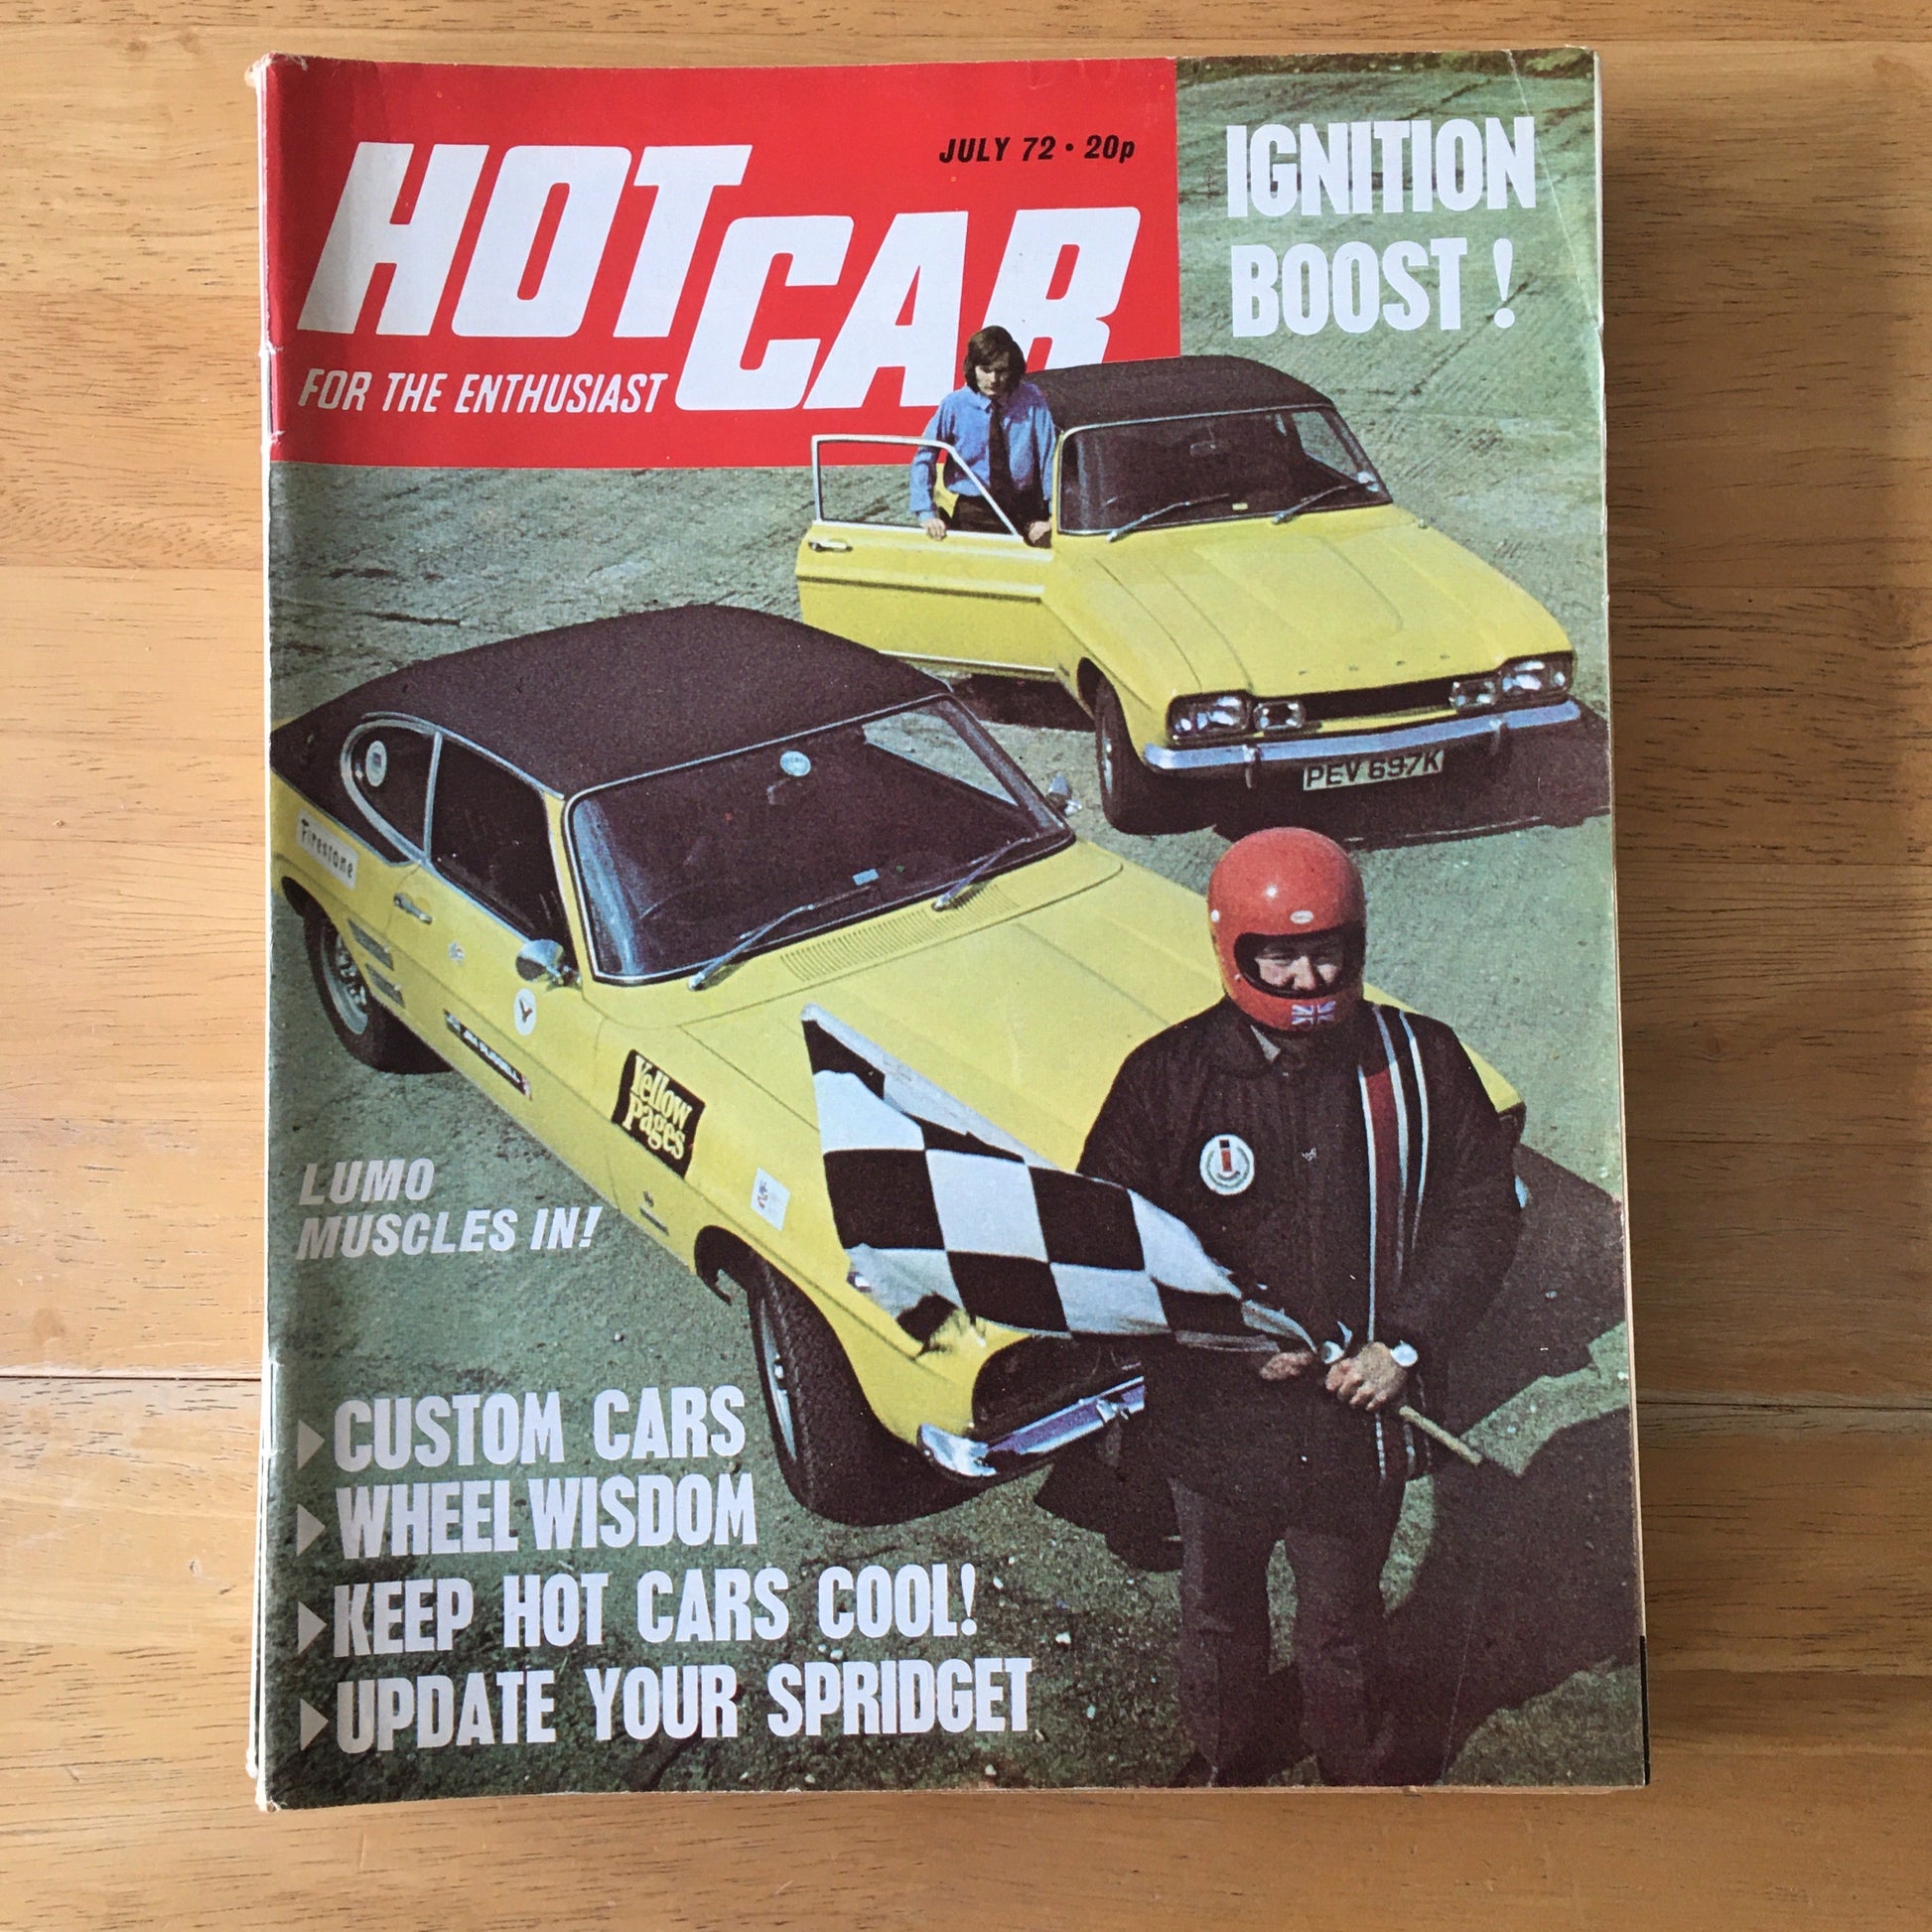 JULY 72 • 20p
HOT CAR
FOR THE ENTHUSIAST
IGNITION
BOOST !
FORD
PEV 697K
Firestone
Y
Yellow
pages
LUMO
MUSCLES IN!
CUSTOM CARS
WHEEL WISDOM
KEEP HOT CARS COOL!
UPDATE YOUR SPRIDGET